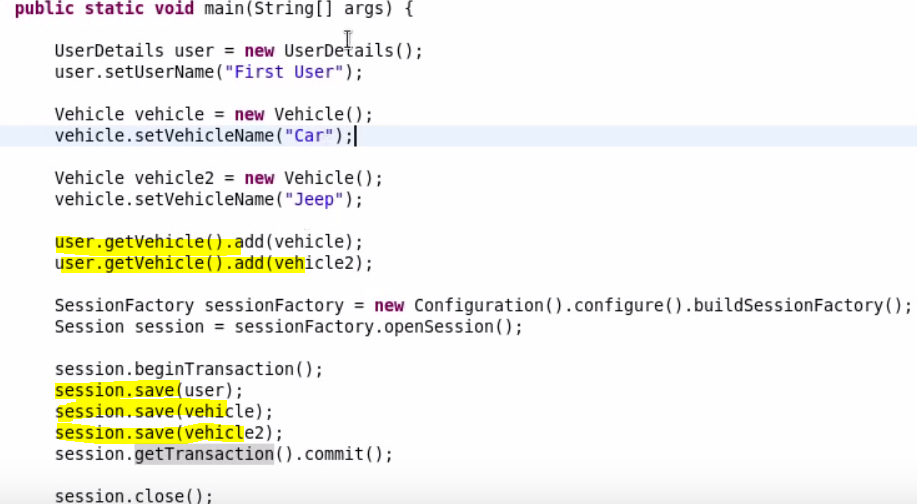 public static void main(String[] args) {
UserDetails user = new UserDetails();
user.setUserName("First User");
Vehicle vehicle = new Vehicle();
vehicle.setVehicleName("Car");
Vehicle vehicle2 = new Vehicle();
vehicle.setVehicleName("Jeep");
user.getVehicle().add(vehicle);
user.getVehicle().add(vehicle2);
SessionFactory sessionFactory = new Configuration().configure().buildSessionFactory();
Session session = sessionFactory.openSession();
session.beginTransaction();
session.save(user);
session.save(vehicle);
session.save(vehicle2);
session.getTransaction().commit();
session.close();